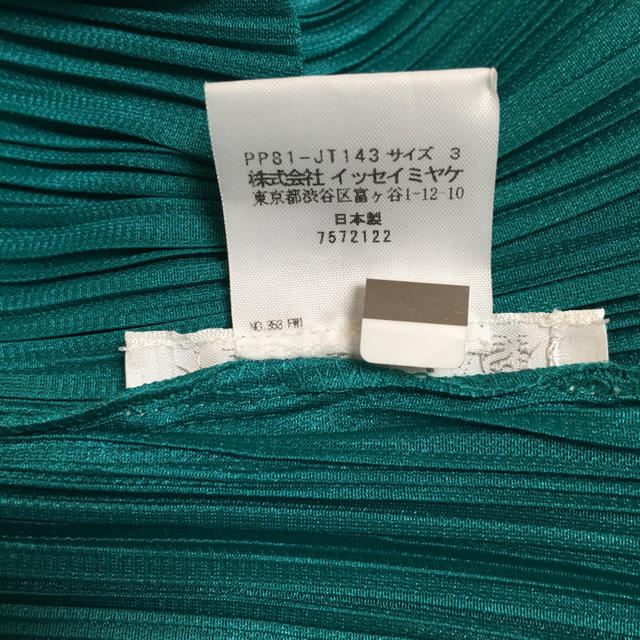 PP81-JT143 サイズ 3
株式会社 イッセイミヤケ
東京都渋谷区富ヶ谷1-12-10
日本製
7572122
NO.353 FW1